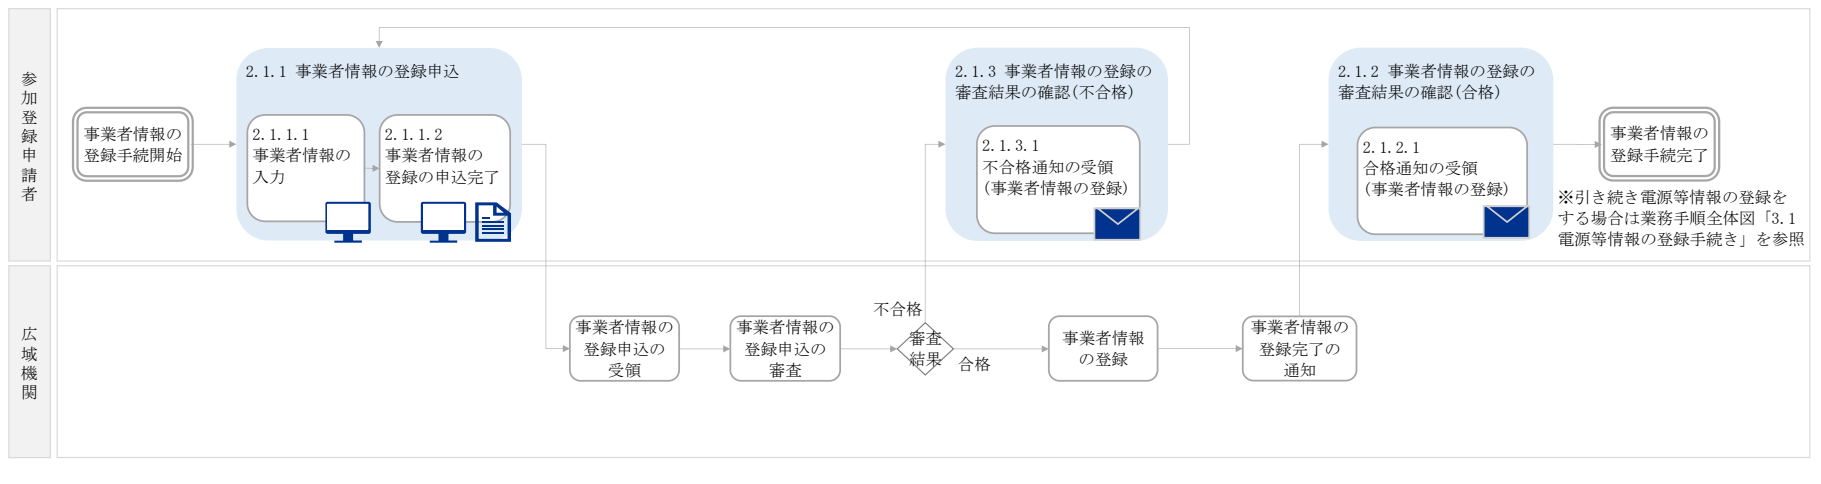 参加登録申請者
事業者情報の
登録手続開始
2.1.1 事業者情報の登録申込
2.1.1.1
事業者情報の
入力
2.1.1.2
事業者情報の
登録の申込完了
2.1.3 事業者情報の登録の
審査結果の確認(不合格)
2.1.3.1
不合格通知の受領
(事業者情報の登録)
2.1.2 事業者情報の登録の
審査結果の確認(合格)
2.1.2.1
合格通知の受領
(事業者情報の登録)
事業者情報の
登録手続完了
※引き続き電源等情報の登録を
する場合は業務手順全体図「3.1
電源等情報の登録手続き」を参照
広域機関
事業者情報の
登録申込の
受領
事業者情報の
登録申込の
審査
不合格
審査
結果
合格
事業者情報
の登録
事業者情報の
登録完了の
通知